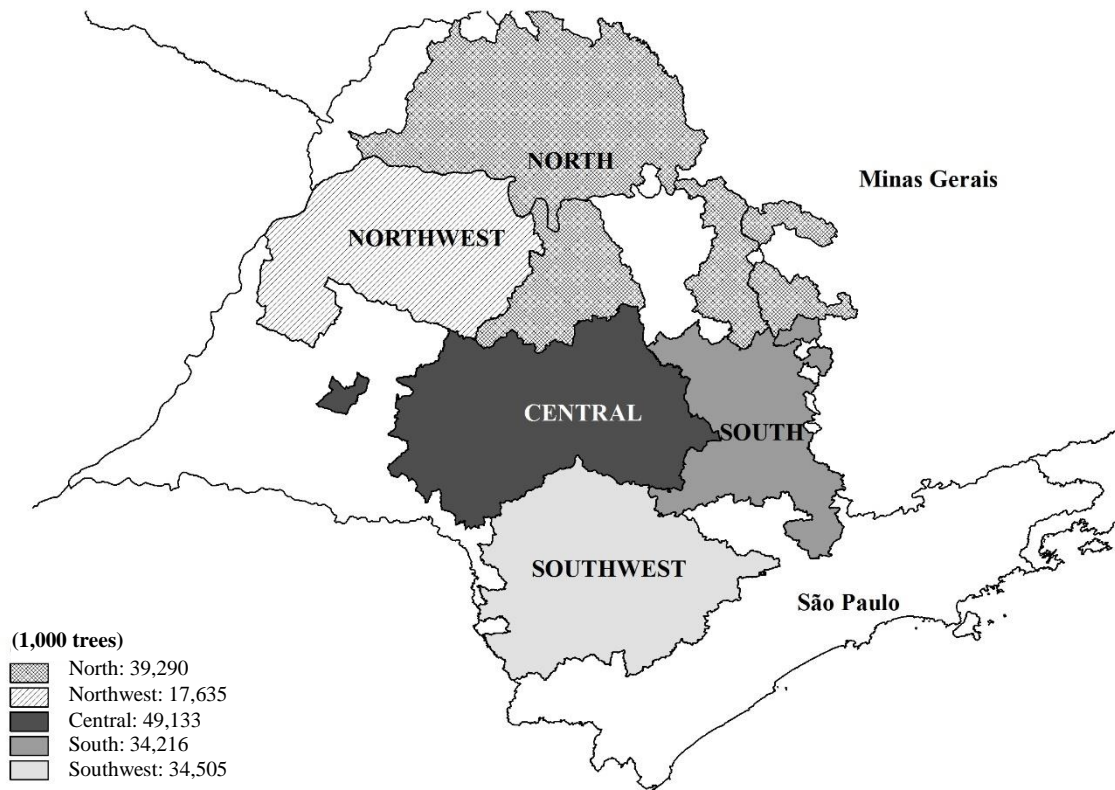 NORTH
Minas Gerais
NORTHWEST
CENTRAL
SOUTH
SOUTHWEST
São Paulo
(1,000 trees)
North: 39,290
Northwest: 17,635
Central: 49,133
South: 34,216
Southwest: 34,505